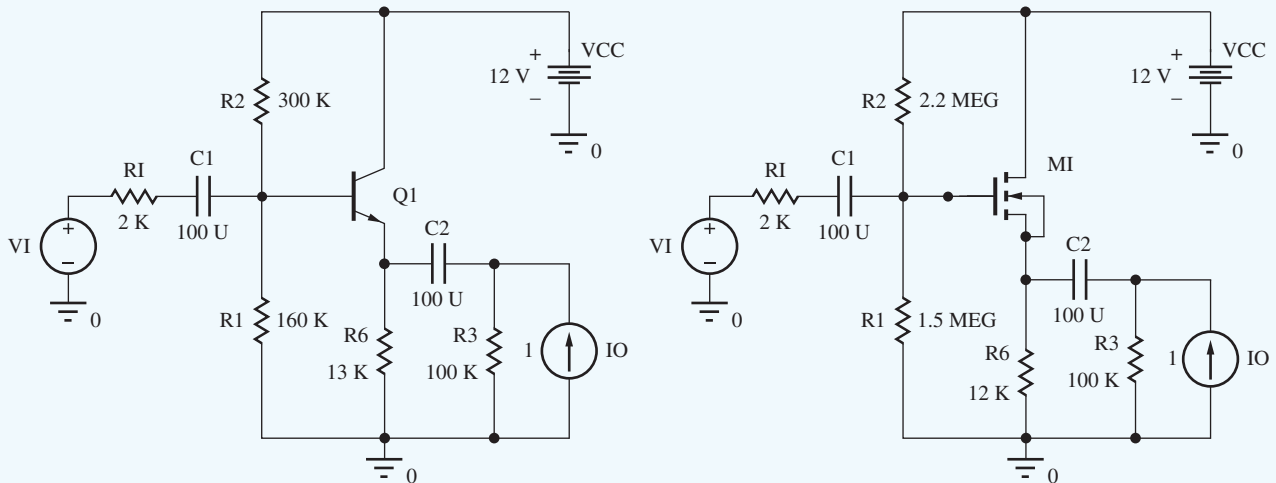 VCC
+
12 V
−
0
R2
300 K
RI
2 K
C1
100 U
VI
+
−
0
Q1
C2
100 U
R1
160 K
R6
13 K
R3
100 K
1
IO
0
VCC
+
12 V
−
0
R2
2.2 MEG
RI
2 K
C1
100 U
VI
+
−
0
MI
C2
100 U
R1
1.5 MEG
R6
12 K
R3
100 K
1
IO
0